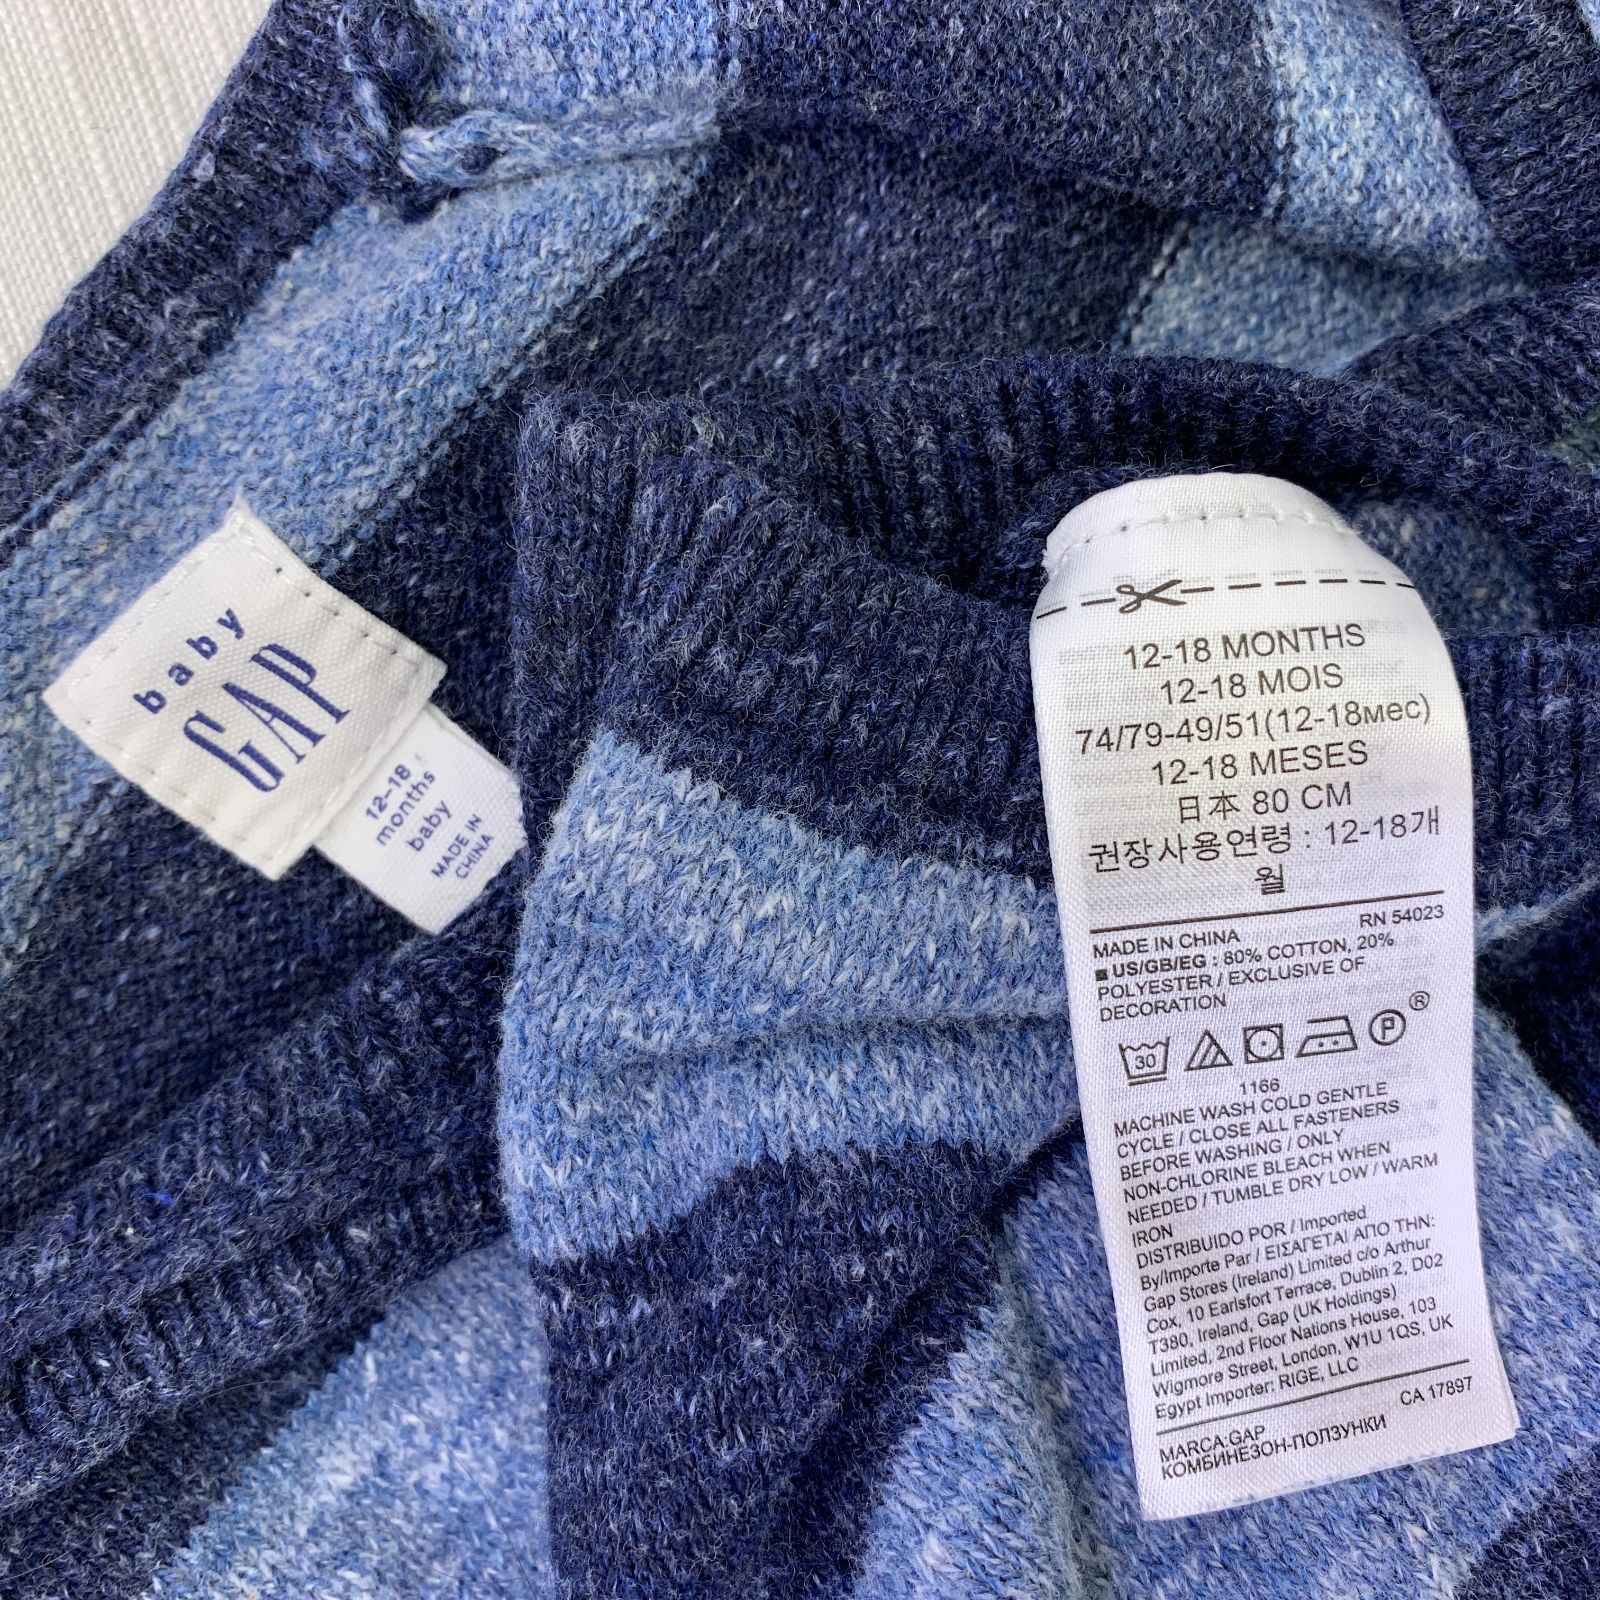 baby
GAP
12-18
months
baby
MADE IN
CHINA
12-18 MONTHS
12-18 MOIS
74/79-49/51(12-18мес)
12-18 MESES
日本 80 CM
권장사용연령 : 12-18개
월
RN 54023
MADE IN CHINA
■ US/GB/EG : 80% COTTON, 20%
POLYESTER / EXCLUSIVE OF
DECORATION
30
P
®
1166
MACHINE WASH COLD GENTLE
CYCLE / CLOSE ALL FASTENERS
BEFORE WASHING / ONLY
NON-CHLORINE BLEACH WHEN
NEEDED / TUMBLE DRY LOW / WARM
IRON
DISTRIBUIDO POR / Imported
By/Importe Par / ΕΙΣΑΓΕΤΑΙ ΑΠΟ ΤΗΝ:
Gap Stores (Ireland) Limited c/o Arthur
Cox, 10 Earlsfort Terrace, Dublin 2, D02
T380, Ireland, Gap (UK Holdings)
Limited, 2nd Floor Nations House, 103
Wigmore Street, London, W1U 1QS, UK
Egypt Importer: RIGE, LLC
CA 17897
MARCA:GAP
КОМБИНЕЗОН-ПОЛЗУНКИ